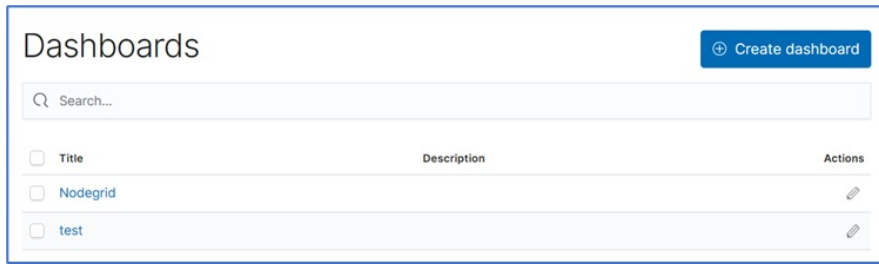 Dashboards
Create dashboard
Search...
Title Description Actions
Nodegrid
test